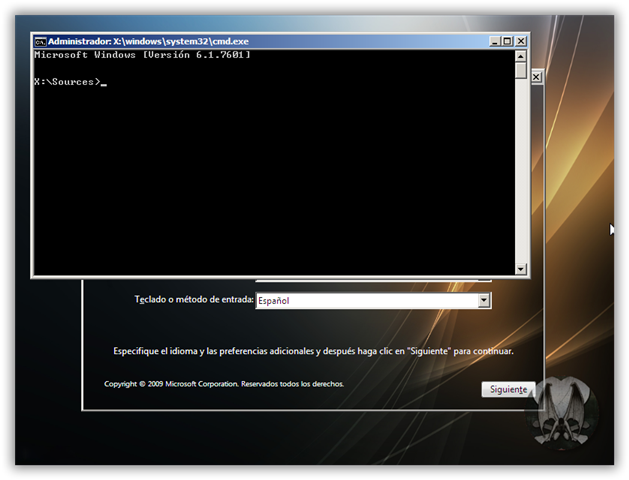 Administrador: X:\windows\system32\cmd.exe
Microsoft Windows [Versión 6.1.7601]
X:\Sources>_
Teclado o método de entrada: Español
Especifique el idioma y las preferencias adicionales y después haga clic en "Siguiente" para continuar.
Copyright © 2009 Microsoft Corporation. Reservados todos los derechos.
Siguiente